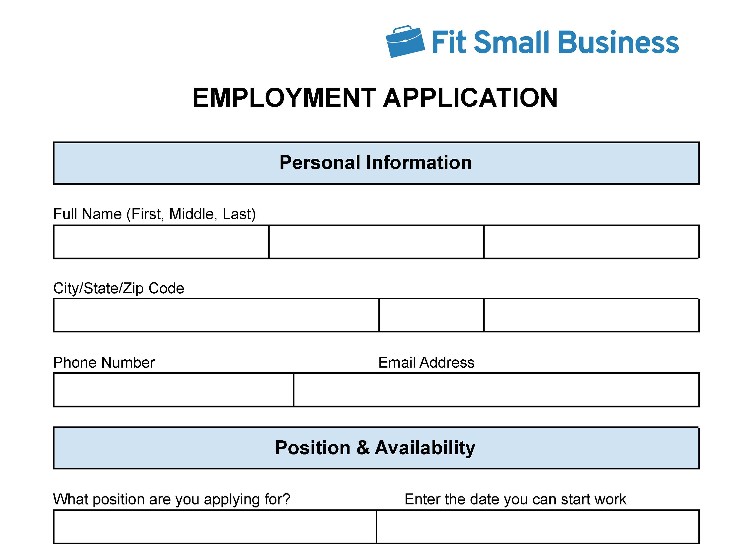 Fit Small Business
EMPLOYMENT APPLICATION
Personal Information
Full Name (First, Middle, Last)
City/State/Zip Code
Phone Number Email Address
Position & Availability
What position are you applying for? Enter the date you can start work